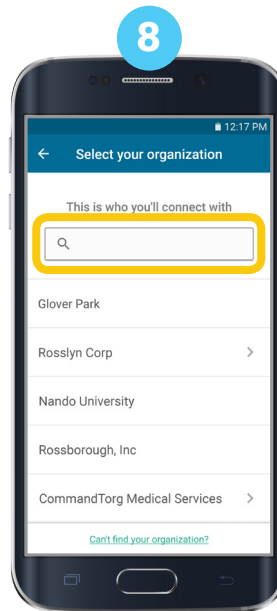 8
12:17 PM
Select your organization
This is who you'll connect with
Glover Park
Rosslyn Corp
Nando University
Rossborough, Inc
CommandTorg Medical Services
Can't find your organization?